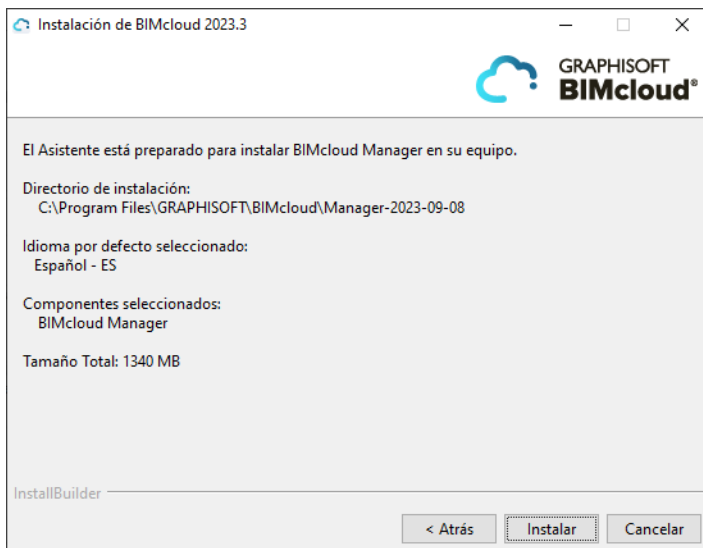 Instalación de BIMcloud 2023.3
GRAPHISOFT
BIMcloud®
El Asistente está preparado para instalar BIMcloud Manager en su equipo.
Directorio de instalación:
C:\Program Files\GRAPHISOFT\BIMcloud\Manager-2023-09-08
Idioma por defecto seleccionado:
Español - ES
Componentes seleccionados:
BIMcloud Manager
Tamaño Total: 1340 MB
InstallBuilder
< Atrás Instalar Cancelar